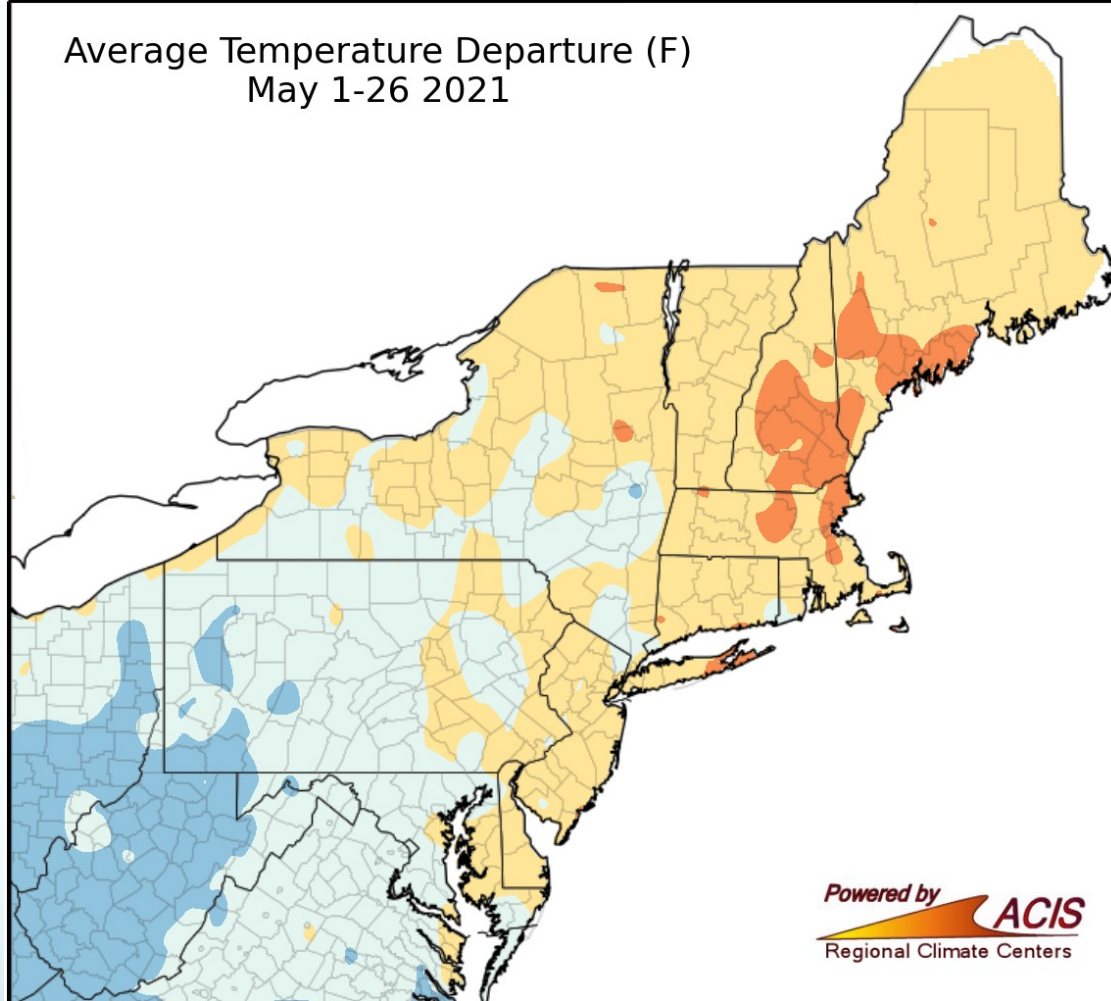 Average Temperature Departure (F)
May 1-26 2021
Powered by
ACIS
Regional Climate Centers